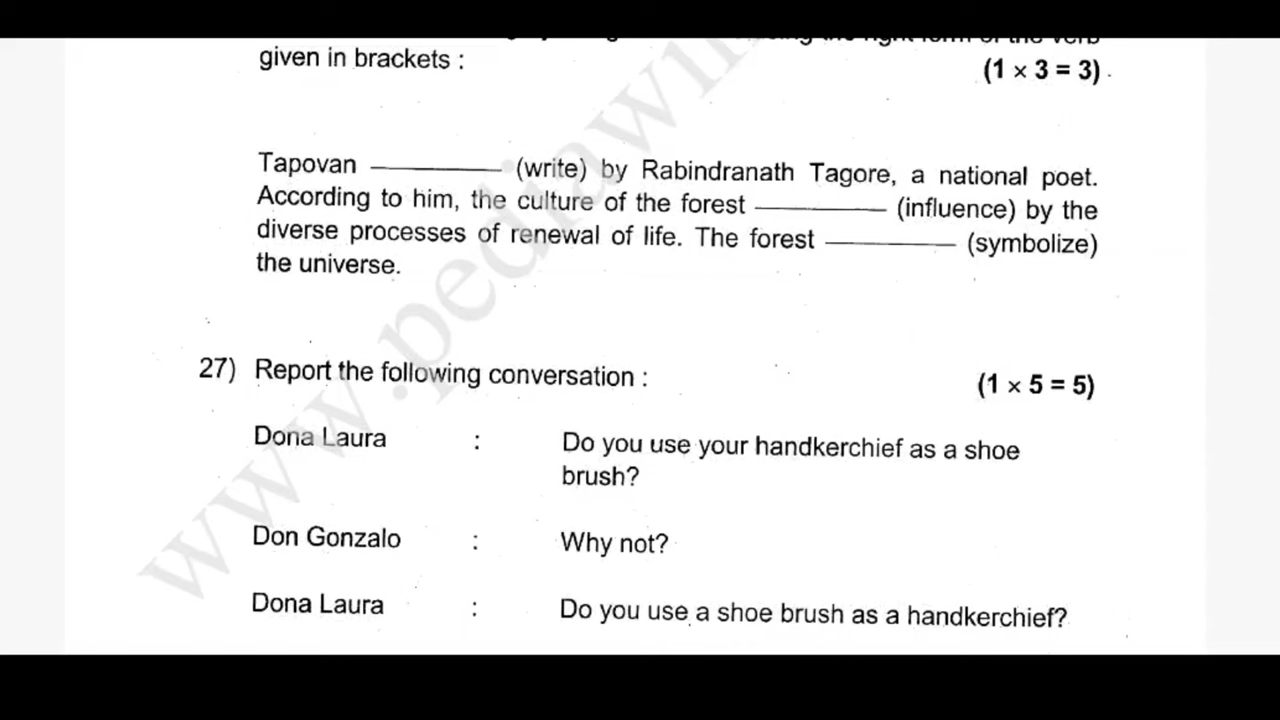 given in brackets :
(1 × 3 = 3)
Tapovan ________ (write) by Rabindranath Tagore, a national poet.
According to him, the culture of the forest ________ (influence) by the
diverse processes of renewal of life. The forest ________ (symbolize)
the universe.
27) Report the following conversation :
(1 × 5 = 5)
Dona Laura : Do you use your handkerchief as a shoe
brush?
Don Gonzalo : Why not?
Dona Laura : Do you use a shoe brush as a handkerchief?